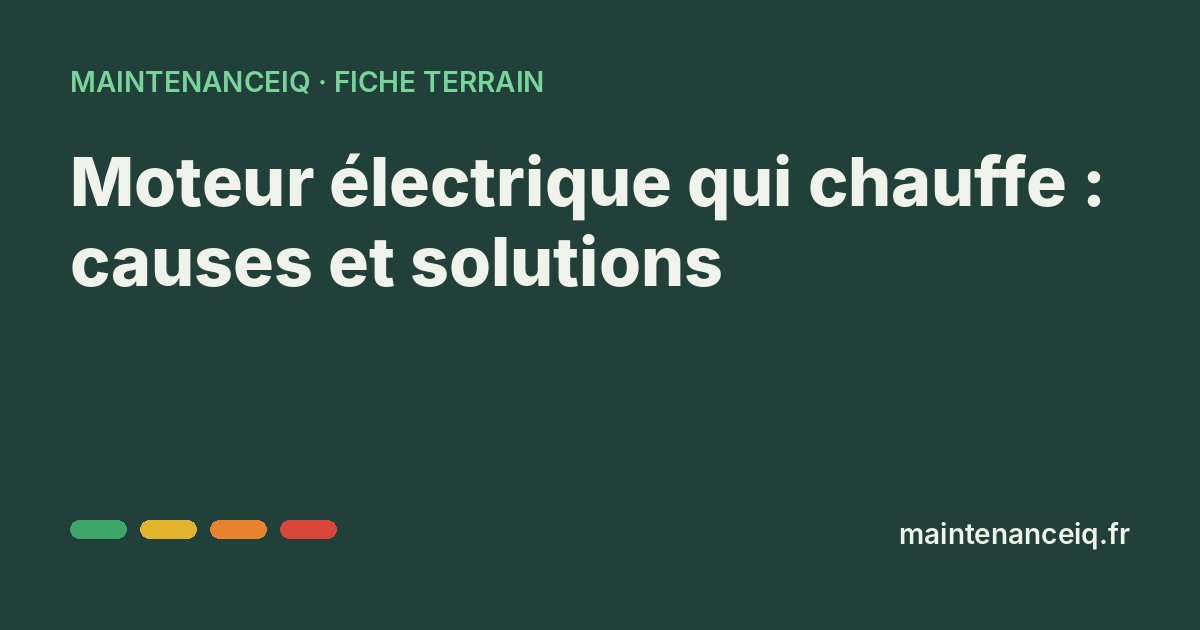 MAINTENANCEIQ · FICHE TERRAIN
Moteur électrique qui chauffe :
causes et solutions
maintenanceiq.fr